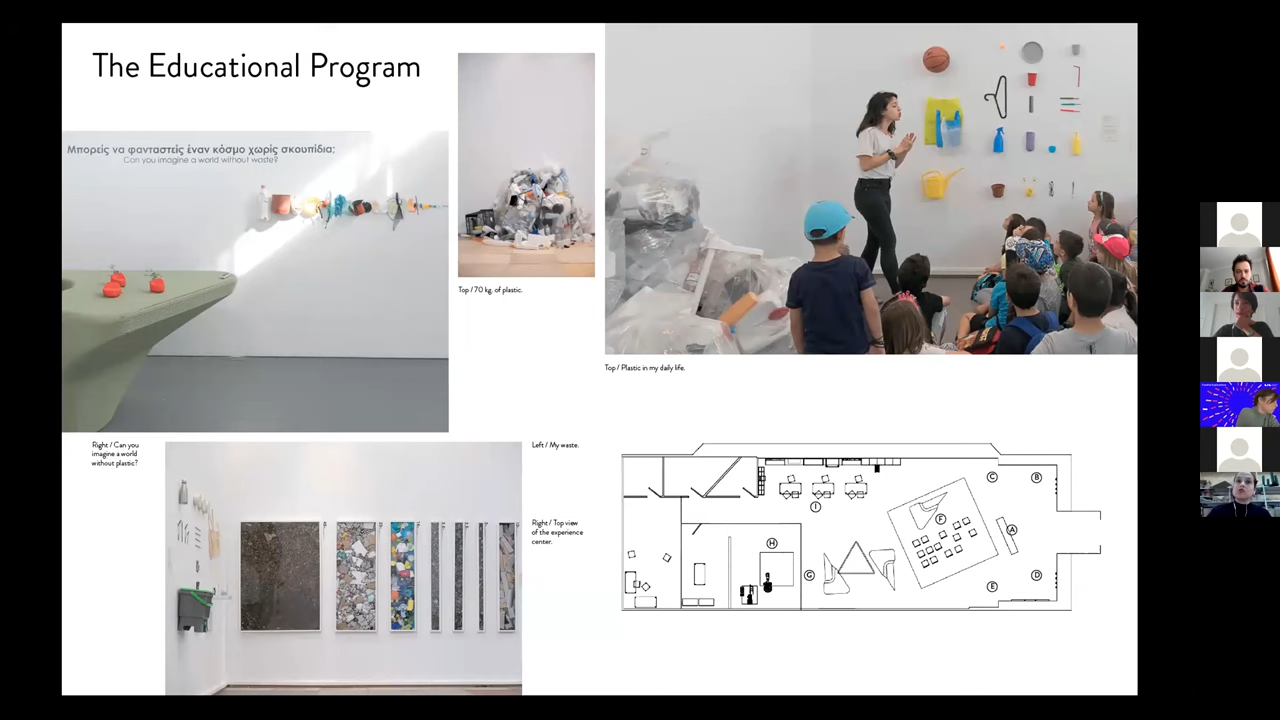 The Educational Program
Μπορείς να φανταστείς έναν κόσμο χωρίς σκουπίδια;
Can you imagine a world without waste?
Top / 70 kg. of plastic.
Top / Plastic in my daily life.
Right / Can you
imagine a world
without plastic?
Left / My waste.
Right / Top view
of the experience
center.
C
B
I
F
A
H
G
E
D